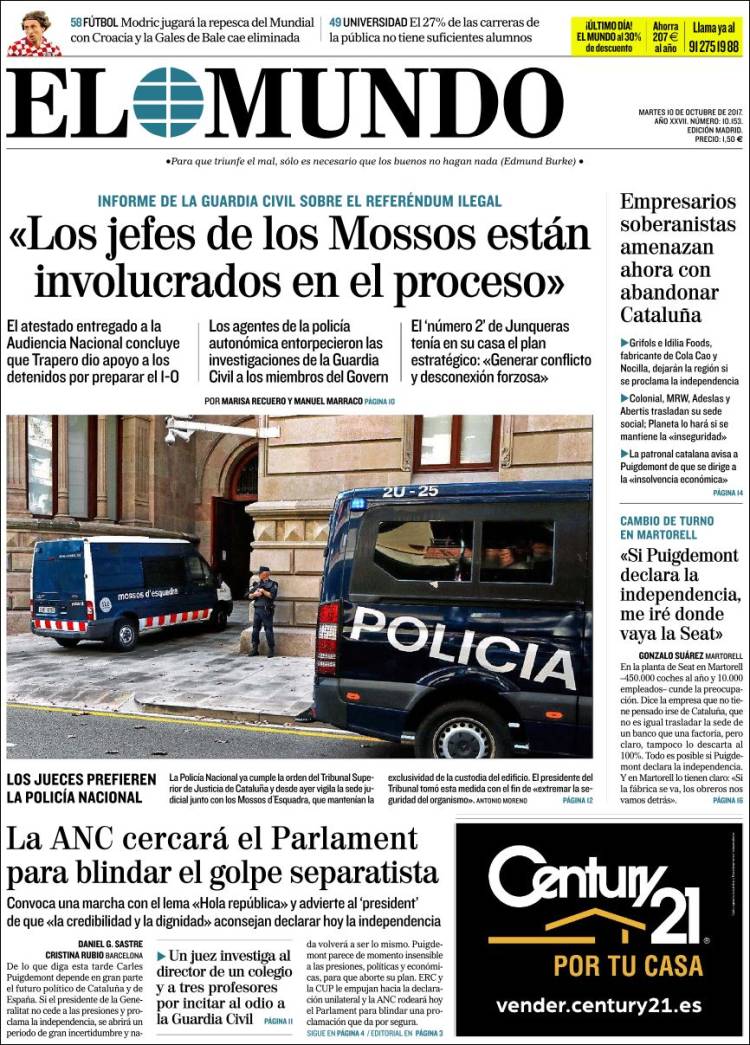 58 FÚTBOL Modric jugará la repesca del Mundial
con Croacia y la Gales de Bale cae eliminada
49 UNIVERSIDAD El 27% de las carreras de
la pública no tiene suficientes alumnos
¡ÚLTIMO DÍA!
EL MUNDO al 30%
de descuento
Ahorra
207 €
al año
Llama ya al
91 275 19 88
EL MUNDO
MARTES 10 DE OCTUBRE DE 2017.
AÑO XXVII. NÚMERO: 10.153.
EDICIÓN MADRID.
PRECIO: 1,50 €
•Para que triunfe el mal, sólo es necesario que los buenos no hagan nada (Edmund Burke) •
INFORME DE LA GUARDIA CIVIL SOBRE EL REFERÉNDUM ILEGAL
«Los jefes de los Mossos están
involucrados en el proceso»
El atestado entregado a la
Audiencia Nacional concluye
que Trapero dio apoyo a los
detenidos por preparar el 1-O
Los agentes de la policía
autonómica entorpecieron las
investigaciones de la Guardia
Civil a los miembros del Govern
El 'número 2' de Junqueras
tenía en su casa el plan
estratégico: «Generar conflicto
y desconexión forzosa»
POR MARISA RECUERO Y MANUEL MARRACO PÁGINA 10
2U - 25
mossos d'esquadra
POLICIA
LOS JUECES PREFIEREN
LA POLICÍA NACIONAL
La Policía Nacional ya cumple la orden del Tribunal Supe-
rior de Justicia de Cataluña y desde ayer vigila la sede
judicial junto con los Mossos d'Esquadra, que mantenían la
exclusividad de la custodia del edificio. El presidente del
Tribunal tomó esta medida con el fin de «extremar la se-
guridad del organismo». ANTONIO MORENO PÁGINA 12
Empresarios
soberanistas
amenazan
ahora con
abandonar
Cataluña
▶Grifols e Idilia Foods,
fabricante de Cola Cao y
Nocilla, dejarán la región si
se proclama la independencia
▶Colonial, MRW, Adeslas y
Abertis trasladan su sede
social; Planeta lo hará si se
mantiene la «inseguridad»
▶La patronal catalana avisa a
Puigdemont de que se dirige a
la «insolvencia económica»
PÁGINA 14
CAMBIO DE TURNO
EN MARTORELL
«Si Puigdemont
declara la
independencia,
me iré donde
vaya la Seat»
GONZALO SUÁREZ MARTORELL
En la planta de Seat en Martorell
–450.000 coches al año y 10.000
empleados– cunde la preocupa-
ción. Dice la empresa que no tie-
ne pensado irse de Cataluña, que
no es igual trasladar la sede de
un banco que una factoría, pero
claro, tampoco lo descarta al
100%. Todo es posible si Puigde-
mont declara la independencia.
Y en Martorell lo tienen claro: «Si
la fábrica se va, los obreros nos
vamos detrás». PÁGINA 15
La ANC cercará el Parlament
para blindar el golpe separatista
Convoca una marcha con el lema «Hola república» y advierte al 'president'
de que «la credibilidad y la dignidad» aconsejan declarar hoy la independencia
DANIEL G. SASTRE
CRISTINA RUBIO BARCELONA
De lo que diga esta tarde Carles
Puigdemont depende en gran parte
el futuro político de Cataluña y de
España. Si el presidente de la Gene-
ralitat no cede a las presiones y pro-
clama la independencia, se abrirá un
periodo de gran incertidumbre y na-
▶ Un juez investiga al
director de un colegio
y a tres profesores
por incitar al odio a
la Guardia Civil PÁGINA 11
da volverá a ser lo mismo. Puigde-
mont parece de momento insensible
a las presiones, políticas y económi-
cas, para que aborte su plan. ERC y
la CUP le empujan hacia la declara-
ción unilateral y la ANC rodeará hoy
el Parlament para blindar una pro-
clamación que da por segura.
SIGUE EN PÁGINA 4 / EDITORIAL EN PÁGINA 3
Century
21®
POR TU CASA
vender.century21.es